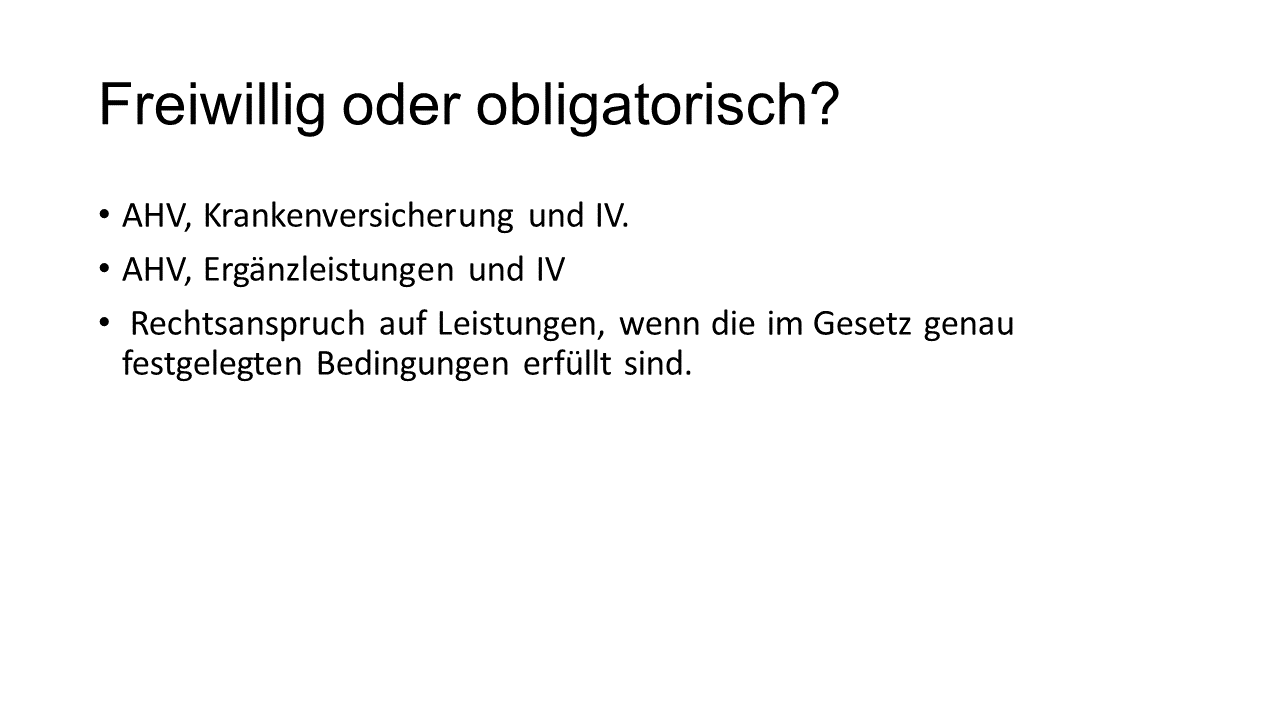 Freiwillig oder obligatorisch?
• AHV, Krankenversicherung und IV.
• AHV, Ergänzleistungen und IV
• Rechtsanspruch auf Leistungen, wenn die im Gesetz genau
festgelegten Bedingungen erfüllt sind.